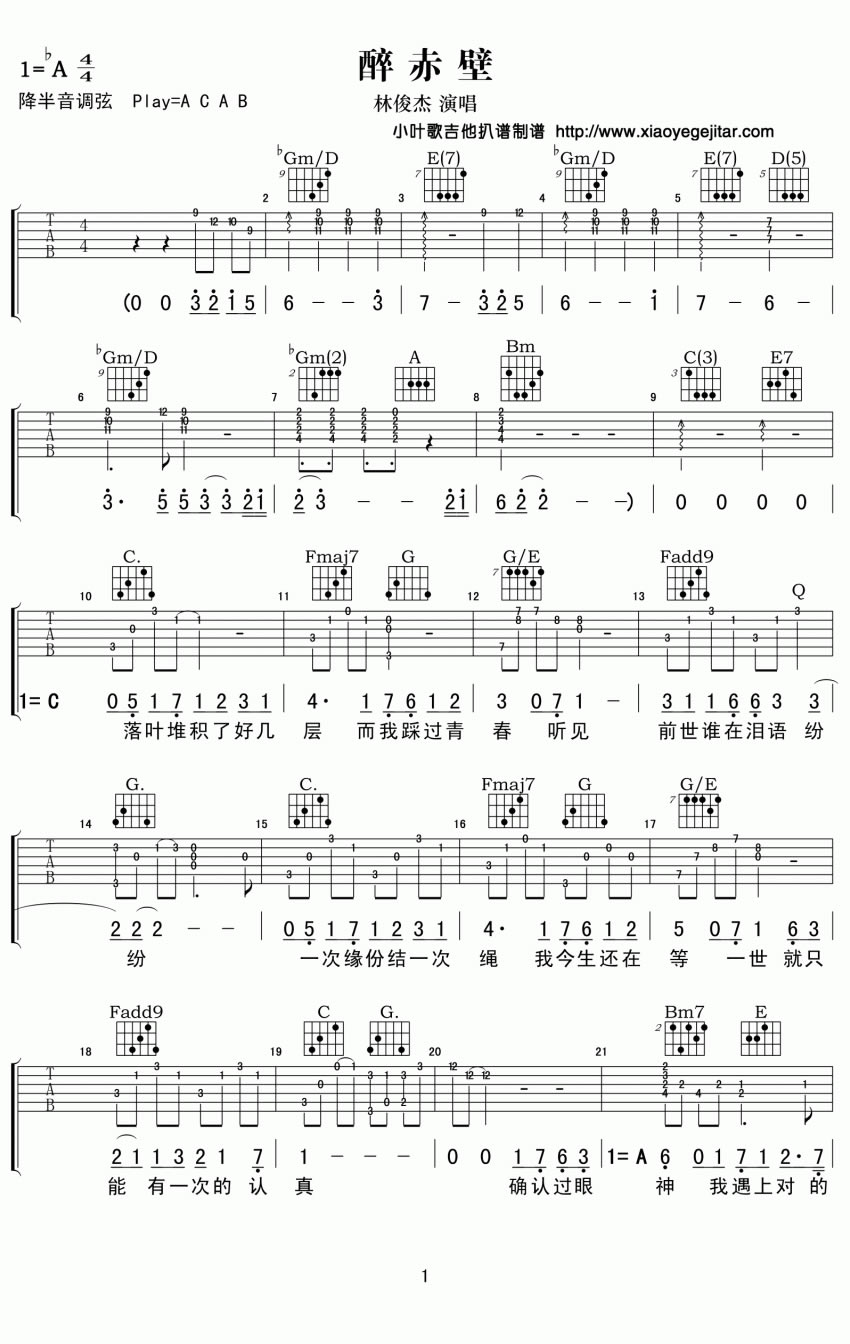 醉赤壁
1=♭A 4/4
降半音调弦 Play=A C A B
林俊杰 演唱
小叶歌吉他扒谱制谱 http://www.xiaoyegejitar.com
♭Gm/D E(7) ♭Gm/D E(7) D(5)
(0 0 3 2 1 5 6 - - 3 7 - 3 2 5 6 - - 1 7 - 6 -
♭Gm/D ♭Gm(2) A Bm C(3) E7
3· 5 5 3 3 2 1 2 3 - - 2 1 6 2 2 - -) 0 0 0 0
C. Fmaj7 G G/E Fadd9
Q
1=C 0 5 1 7 1 2 3 1 4· 1 7 6 1 2 3 0 7 1 - 3 1 1 6 6 3 3
落叶堆积了好几 层 而我踩过青 春 听见 前世谁在泪语 纷
G. C. Fmaj7 G G/E
2 2 2 - - 0 5 1 7 1 2 3 1 4· 1 7 6 1 2 5 0 7 1 6 3
纷 一次缘份结一次 绳 我今生还在 等 一世 就只
Fadd9 C G. Bm7 E
2 1 1 3 2 1 7 1 - - - 0 0 1 7 6 3 1=A 6 0 1 7 1 2· 7
能 有一次的 认 真 确认过眼 神 我遇上对 的
1